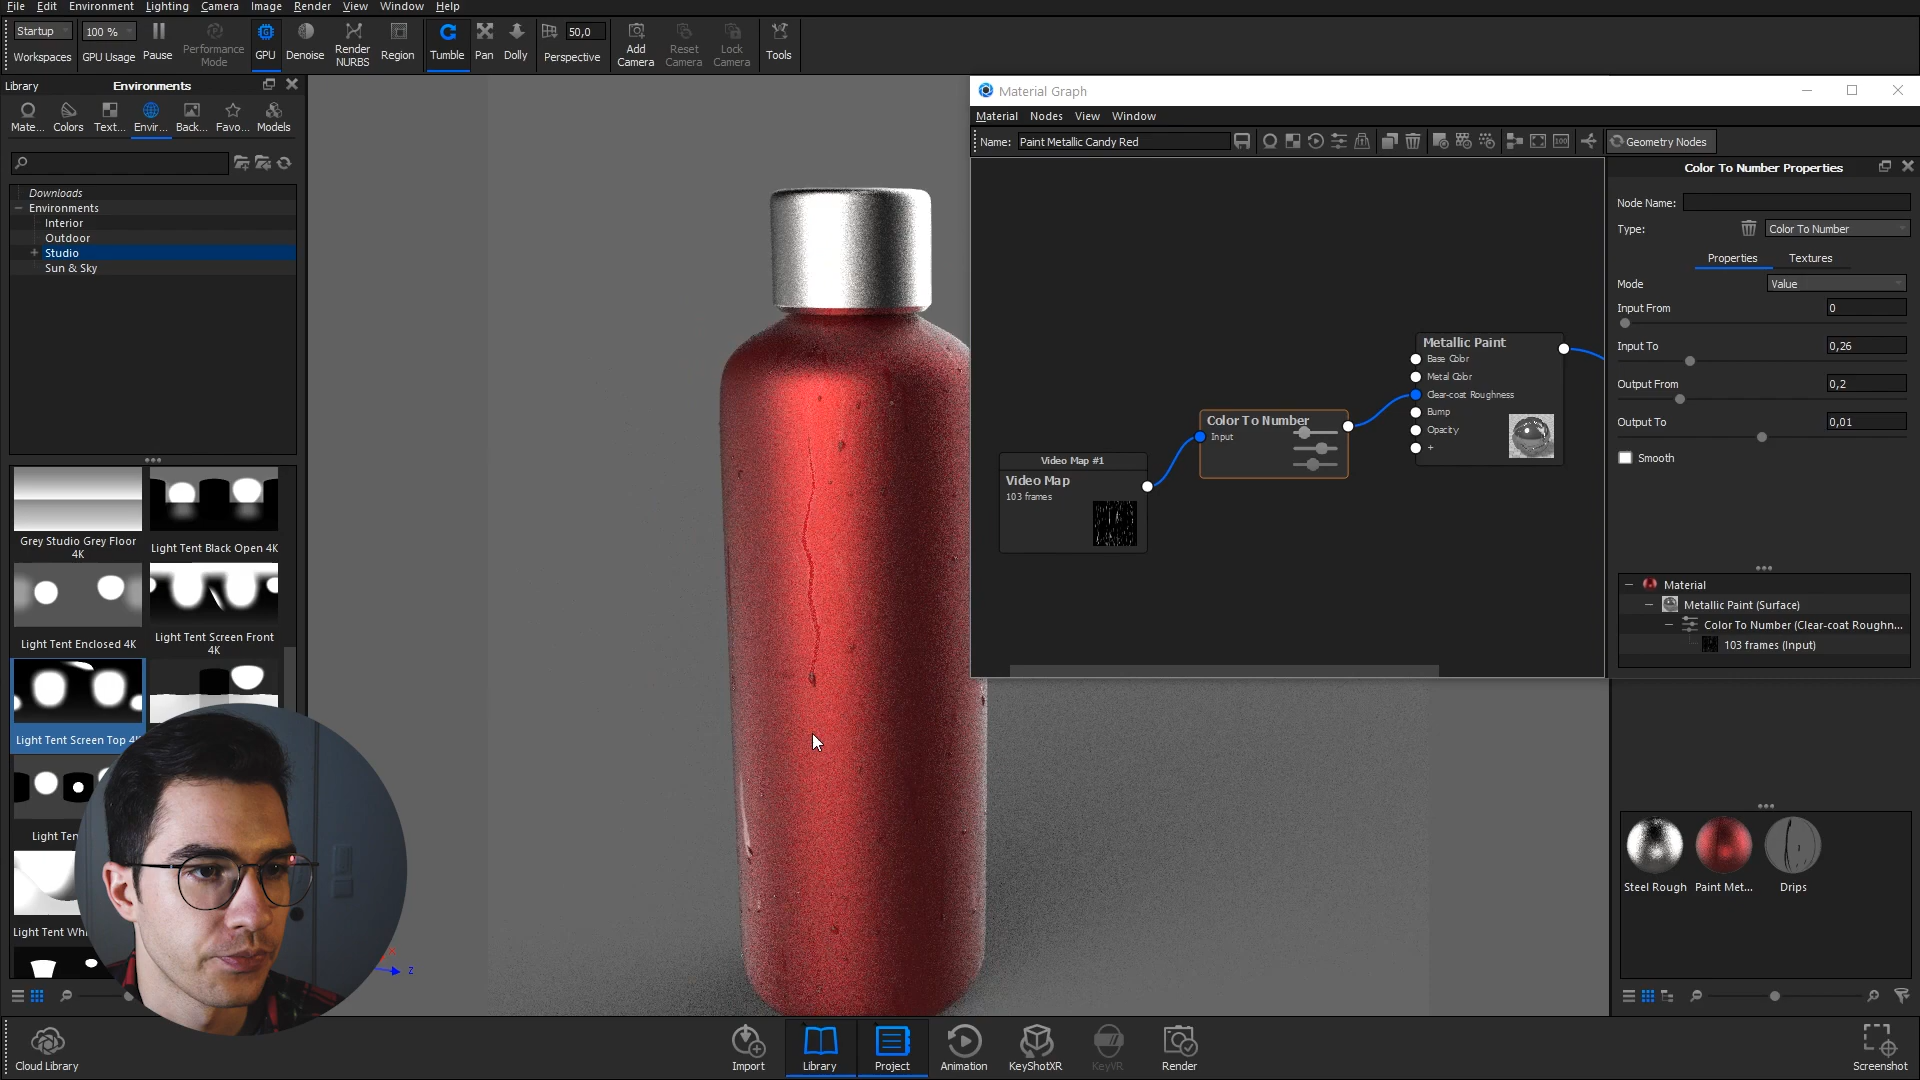 File Edit Environment Lighting Camera Image Render View Window Help
Startup
Workspaces
100 %
GPU Usage
Pause
Performance
Mode
GPU
Denoise
Render
NURBS
Region
Tumble
Pan
Dolly
50,0
Perspective
Add
Camera
Reset
Camera
Lock
Camera
Tools
Library
Environments
Mate...
Colors
Text...
Envir...
Back...
Favo...
Models
Downloads
Environments
Interior
Outdoor
Studio
Sun & Sky
Grey Studio Grey Floor
4K
Light Tent Black Open 4K
Light Tent Enclosed 4K
Light Tent Screen Front
4K
Light Tent Screen Top 4K
Light Ten
Light Tent Whi
z
Material Graph
Material Nodes View Window
Name: Paint Metallic Candy Red
100
Geometry Nodes
Video Map #1
Video Map
103 frames
Color To Number
Input
Metallic Paint
Base Color
Metal Color
Clear-coat Roughness
Bump
Opacity
+
Color To Number Properties
Node Name:
Type:
Color To Number
Properties
Textures
Mode
Value
Input From
0
Input To
0,26
Output From
0,2
Output To
0,01
Smooth
Material
Metallic Paint (Surface)
Color To Number (Clear-coat Roughn...
103 frames (Input)
Steel Rough
Paint Met...
Drips
Cloud Library
Import
Library
Project
Animation
KeyShotXR
KeyVR
Render
Screenshot